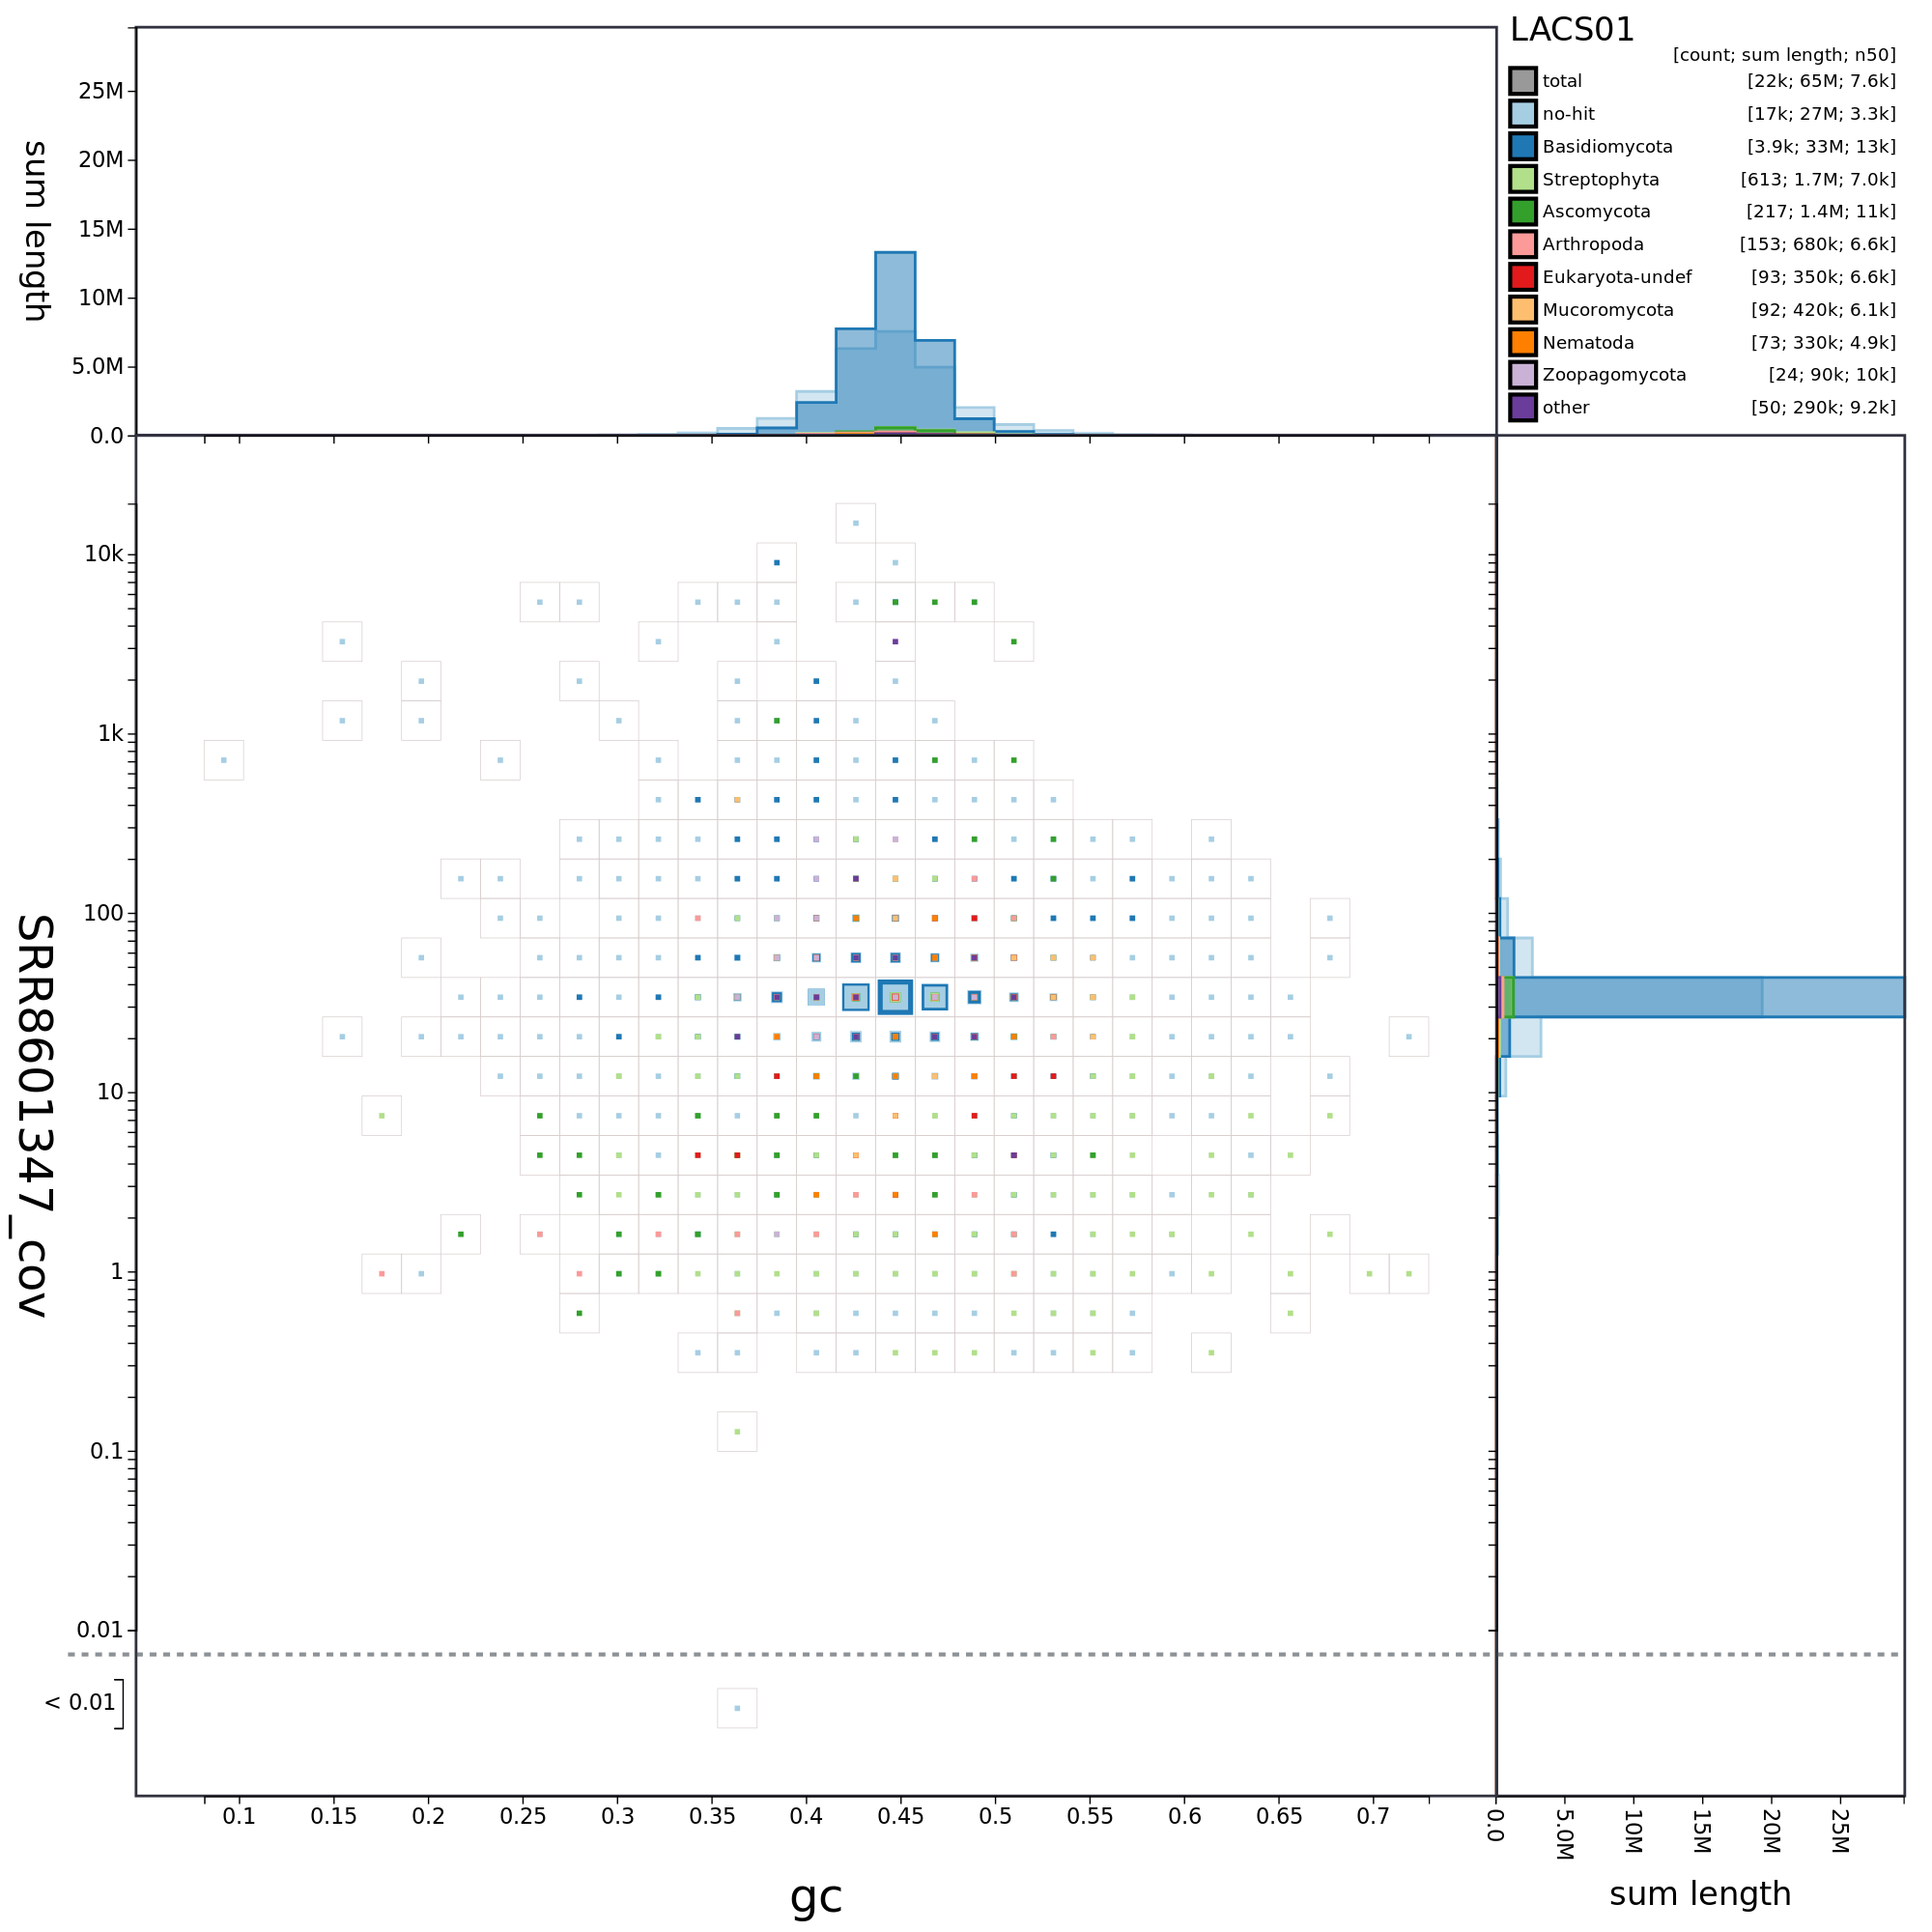 LACS01
[count; sum length; n50]
total [22k; 65M; 7.6k]
no-hit [17k; 27M; 3.3k]
Basidiomycota [3.9k; 33M; 13k]
Streptophyta [613; 1.7M; 7.0k]
Ascomycota [217; 1.4M; 11k]
Arthropoda [153; 680k; 6.6k]
Eukaryota-undef [93; 350k; 6.6k]
Mucoromycota [92; 420k; 6.1k]
Nematoda [73; 330k; 4.9k]
Zoopagomycota [24; 90k; 10k]
other [50; 290k; 9.2k]
sum length
25M
20M
15M
10M
5.0M
0.0
SRR8601347_cov
10k
1k
100
10
1
0.1
0.01
< 0.01
0.1 0.15 0.2 0.25 0.3 0.35 0.4 0.45 0.5 0.55 0.6 0.65 0.7
gc
0.0 5.0M 10M 15M 20M 25M
sum length